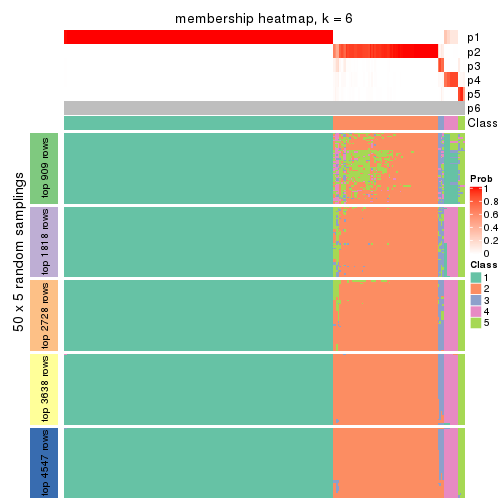 membership heatmap, k = 6
p1
p2
p3
p4
p5
p6
Class
50 x 5 random samplings
top 909 rows
top 1818 rows
top 2728 rows
top 3638 rows
top 4547 rows
Prob
1
0.8
0.6
0.4
0.2
0
Class
1
2
3
4
5